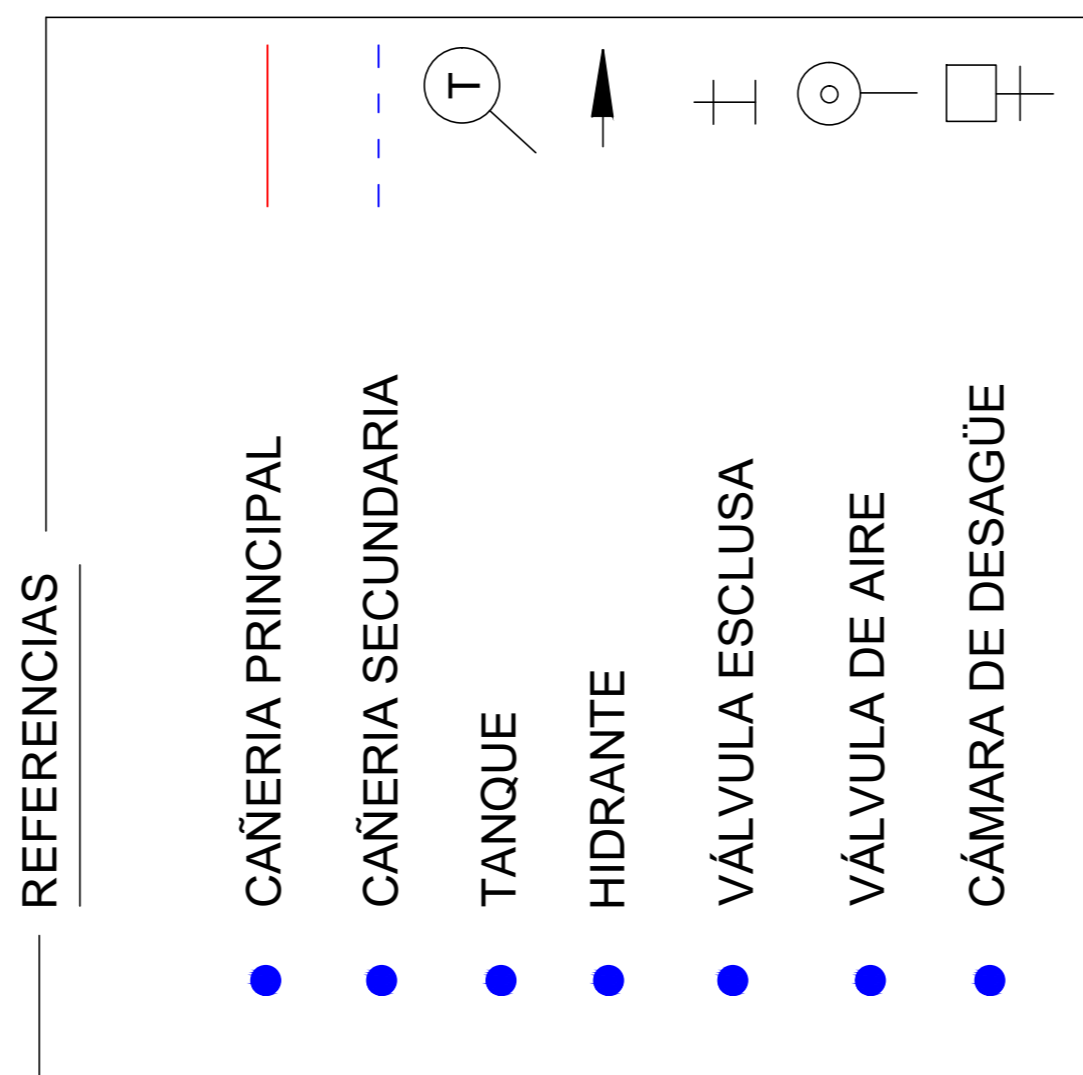 REFERENCIAS
CAÑERIA PRINCIPAL
CAÑERIA SECUNDARIA
T
TANQUE
HIDRANTE
VÁLVULA ESCLUSA
VÁLVULA DE AIRE
CÁMARA DE DESAGÜE